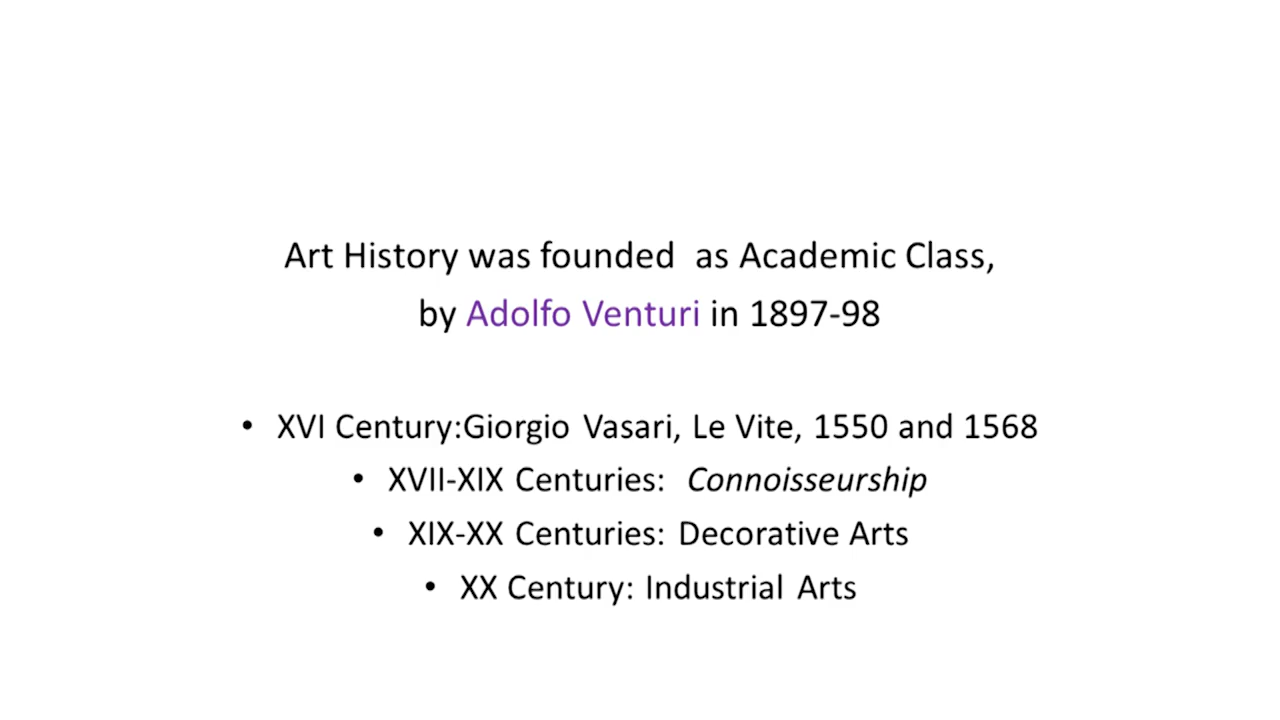 Art History was founded  as Academic Class,
by Adolfo Venturi in 1897-98
• XVI Century:Giorgio Vasari, Le Vite, 1550 and 1568
• XVII-XIX Centuries:  Connoisseurship
• XIX-XX Centuries: Decorative Arts
• XX Century: Industrial Arts